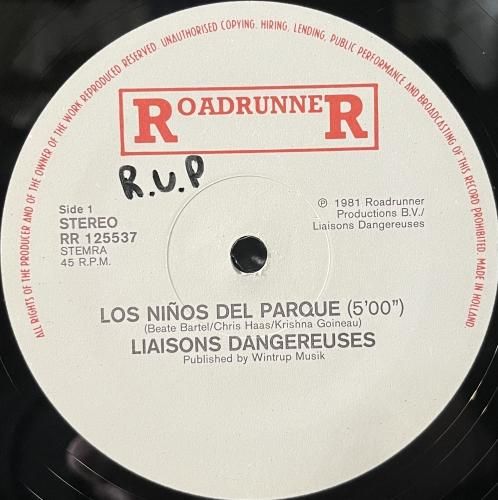 ALL RIGHTS OF THE PRODUCER AND OF THE OWNER OF THE WORK REPRODUCED RESERVED. UNAUTHORISED COPYING, HIRING, LENDING, PUBLIC PERFORMANCE AND BROADCASTING OF THIS RECORD PROHIBITED. MADE IN HOLLAND.
ROADRUNNER
R.U.P
Side 1
STEREO
RR 125537
STEMRA
45 R.P.M.
℗ 1981 Roadrunner
Productions B.V./
Liaisons Dangereuses
LOS NIÑOS DEL PARQUE (5'00")
(Beate Bartel/Chris Haas/Krishna Goineau)
LIAISONS DANGEREUSES
Published by Wintrup Musik